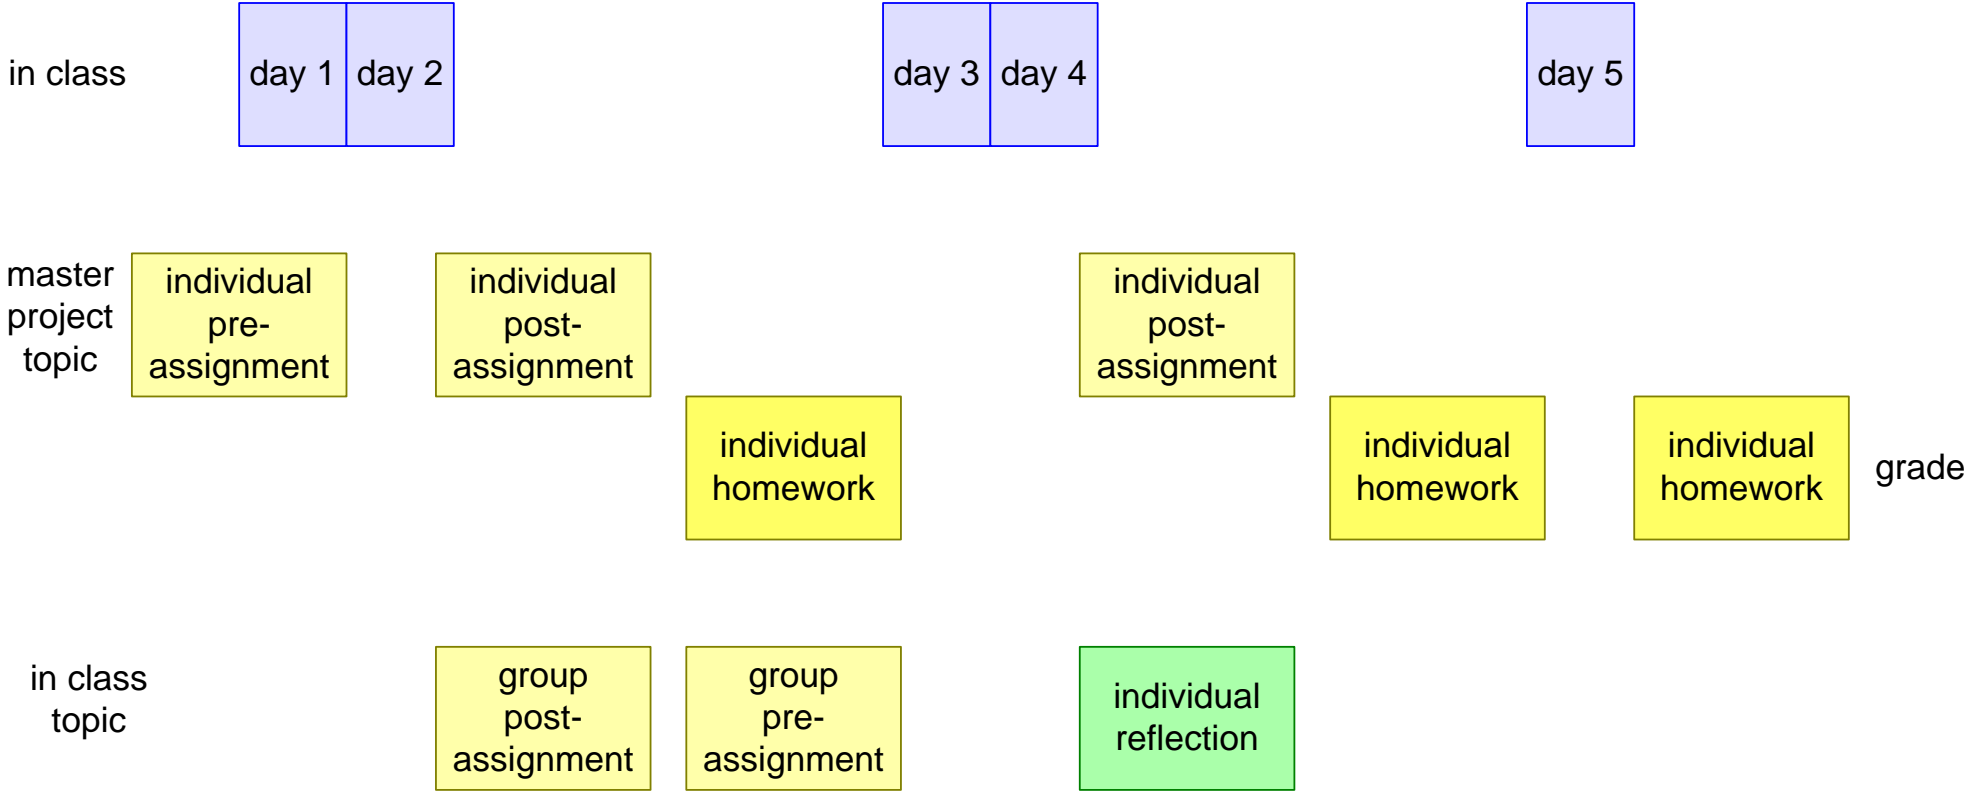 in class
day 1
day 2
day 3
day 4
day 5
master
project
topic
individual
pre-
assignment
individual
post-
assignment
individual
post-
assignment
individual
homework
individual
homework
individual
homework
grade
in class
topic
group
post-
assignment
group
pre-
assignment
individual
reflection